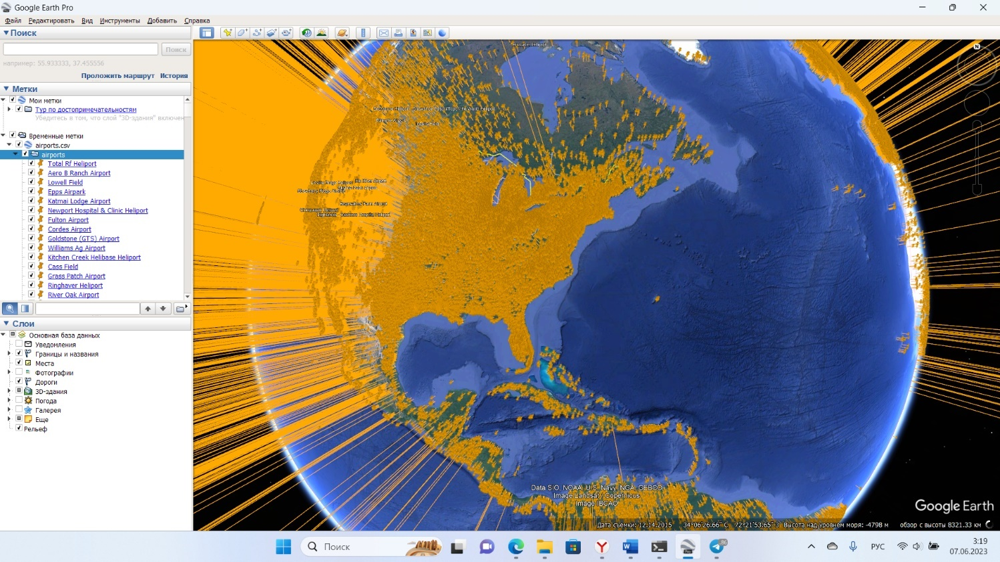 Google Earth Pro
Файл Редактировать Вид Инструменты Добавить Справка
Поиск
Поиск
например: 55.933333, 37.455556
Проложить маршрут История
Метки
Мои метки
Тур по достопримечательностям
Убедитесь в том, что слой "3D-здания" включен
Временные метки
airports.csv
airports
Total Rf Heliport
Aero B Ranch Airport
Lowell Field
Epps Airpark
Katmai Lodge Airport
Newport Hospital & Clinic Heliport
Fulton Airport
Cordes Airport
Goldstone (GTS) Airport
Williams Ag Airport
Kitchen Creek Helibase Heliport
Cass Field
Grass Patch Airport
Ringhaver Heliport
River Oak Airport
Слои
Основная база данных
Уведомления
Границы и названия
Места
Фотографии
Дороги
3D-здания
Погода
Галерея
Еще
Рельеф
N
Data SIO, NOAA, U.S. Navy, NGA, GEBCO
Image Landsat / Copernicus
Image IBCAO
Google Earth
Дата съемки: 12.14.2015 34°06'26.66" С 72°21'53.65" З Высота над уровнем моря: -4798 м обзор с высоты 8321.33 км
Поиск
86
РУС
3:19
07.06.2023